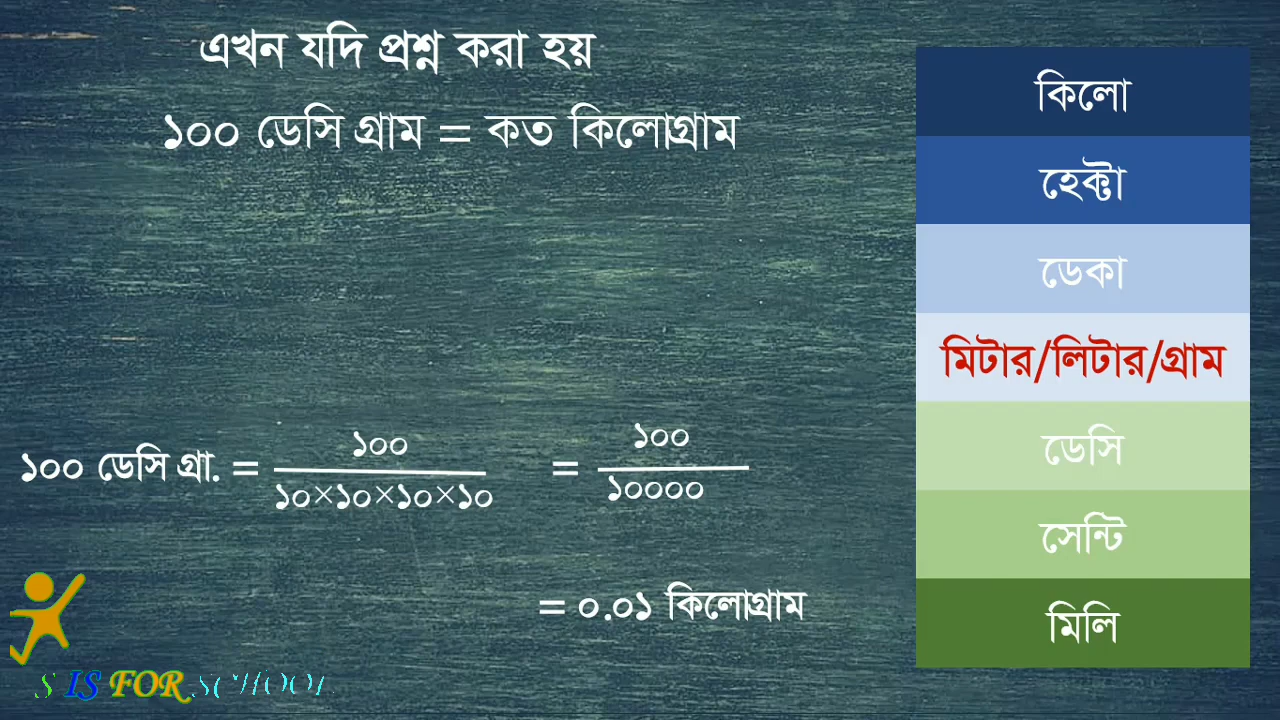 এখন যদি প্রশ্ন করা হয়
১০০ ডেসি গ্রাম = কত কিলোগ্রাম
১০০ ডেসি গ্রা. = ১০০ / ১০×১০×১০×১০ = ১০০ / ১০০০০
= ০.০১ কিলোগ্রাম
কিলো
হেক্টা
ডেকা
মিটার/লিটার/গ্রাম
ডেসি
সেন্টি
মিলি
S IS FOR SCHOOL